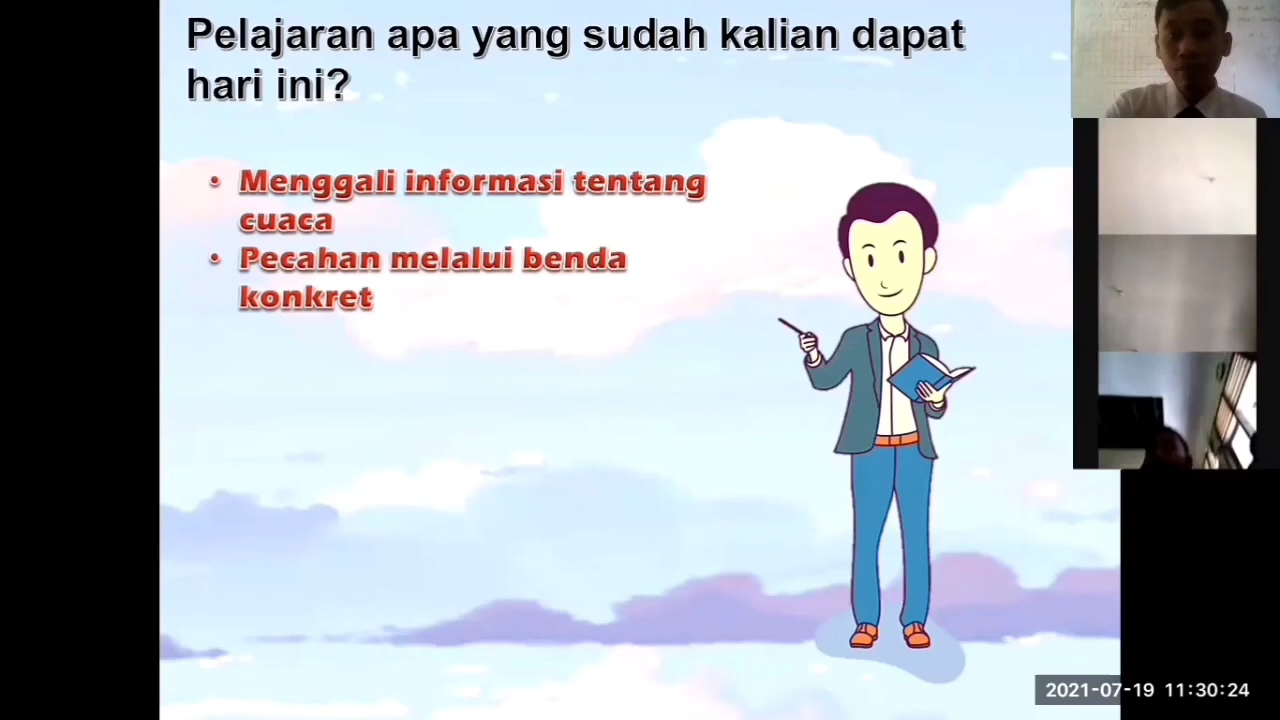 Pelajaran apa yang sudah kalian dapat
hari ini?
• Menggali informasi tentang
cuaca
• Pecahan melalui benda
konkret
2021-07-19 11:30:24